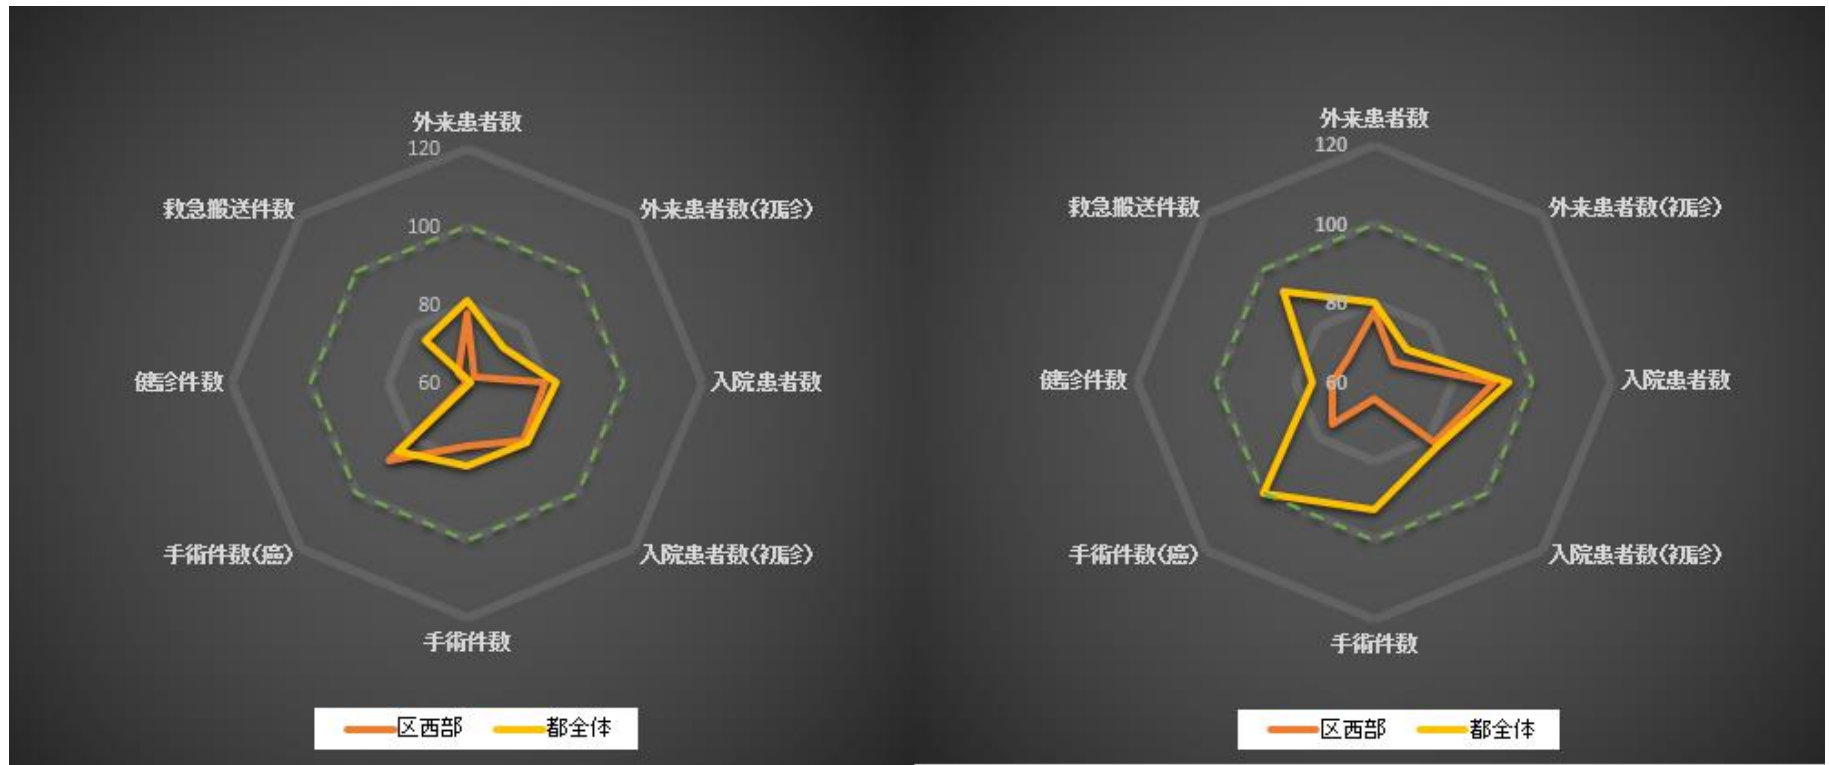 外来患者数
120
救急搬送件数
外来患者数(初診)
100
80
健診件数
60
入院患者数
手術件数(癌)
入院患者数(初診)
手術件数
区西部 都全体
外来患者数
120
救急搬送件数
外来患者数(初診)
100
80
健診件数
60
入院患者数
手術件数(癌)
入院患者数(初診)
手術件数
区西部 都全体